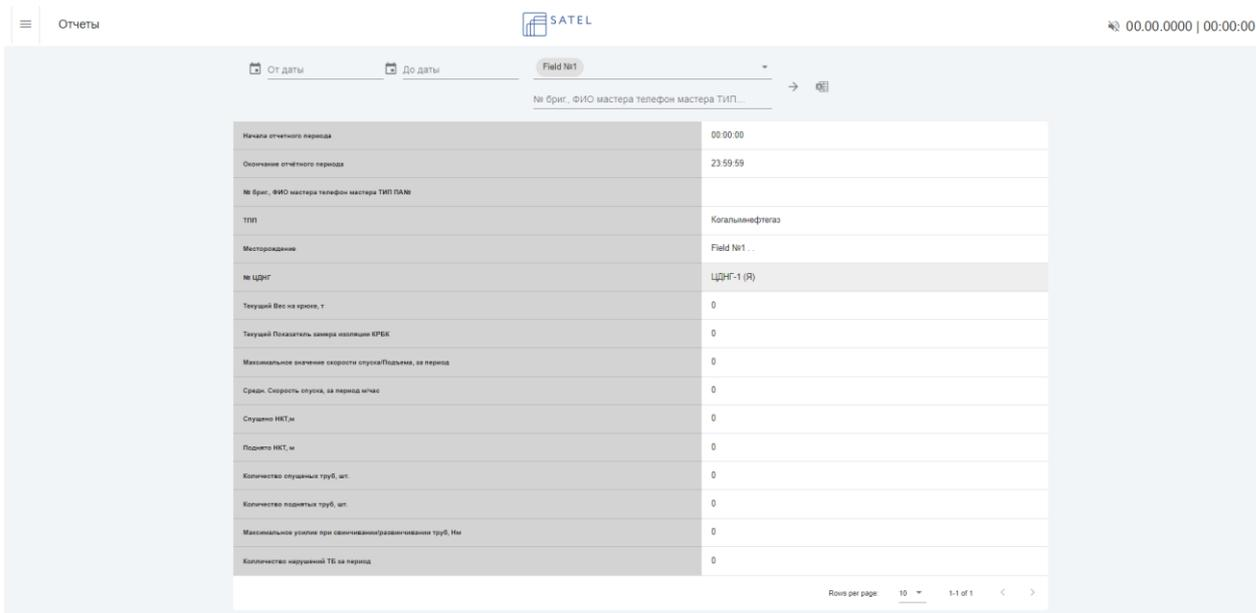 Отчеты
SATEL
00.00.0000 | 00:00:00
От даты
До даты
Field №1
№ бриг., ФИО мастера телефон мастера ТИП...
Начала отчетного периода
00:00:00
Окончание отчётного периода
23:59:59
№ бриг., ФИО мастера телефон мастера ТИП ПА№
ТПП
Когалымнефтегаз
Месторождение
Field №1 ..
№ ЦДНГ
ЦДНГ-1 (Я)
Текущий Вес на крюке, т
0
Текущей Показатель замера изоляции КРБК
0
Максимальное значение скорости спуска/Подъема, за период
0
Средн. Скорость спуска, за период м/час
0
Спущено НКТ,м
0
Поднято НКТ, м
0
Количество спущеных труб, шт.
0
Количество поднятых труб, шт.
0
Максимальное усилие при свинчивании/развинчивании труб, Нм
0
Колличество нарушений ТБ за период
0
Rows per page: 10 1-1 of 1